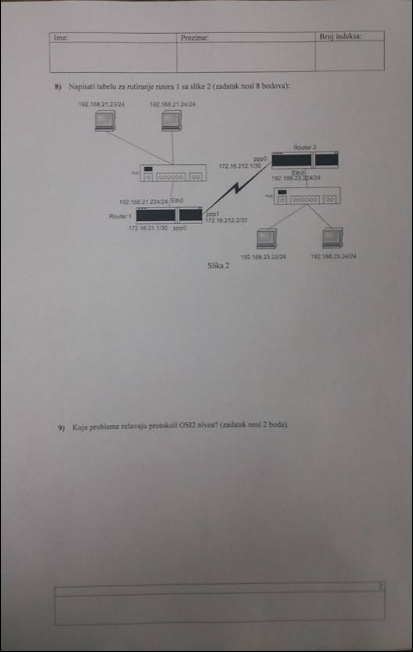 Ime: Prezime: Broj indeksa:
8) Napisati tabelu za rutiranje rutera 1 sa slike 2 (zadatak nosi 8 bodova):
192.168.21.23/24 192.168.21.24/24
Router 2
ppp0
172.16.212.1/30
Eth0
192.168.23.224/24
Hub
Hub
192.168.21.224/24 Eth0
Router 1
ppp1
172.16.212.2/30
172.16.21.1/30 ppp0
192.168.23.23/24 192.168.23.24/24
Slika 2
9) Koje probleme rešavaju protokoli OSI2 nivoa? (zadatak nosi 2 boda).